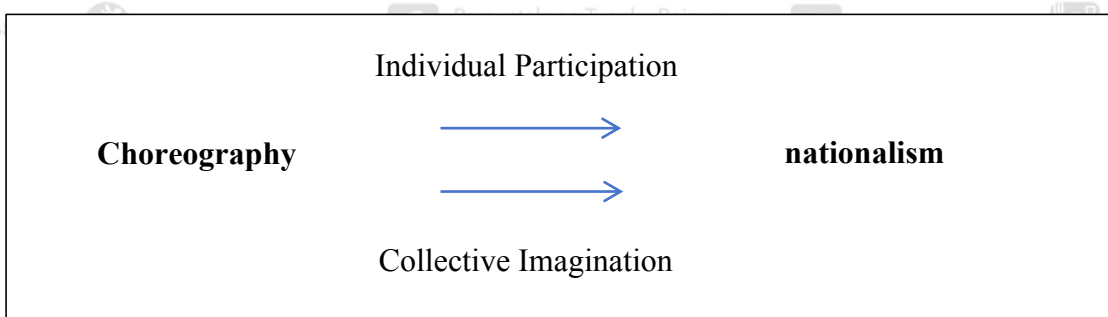 Individual Participation
Choreography
nationalism
Collective Imagination